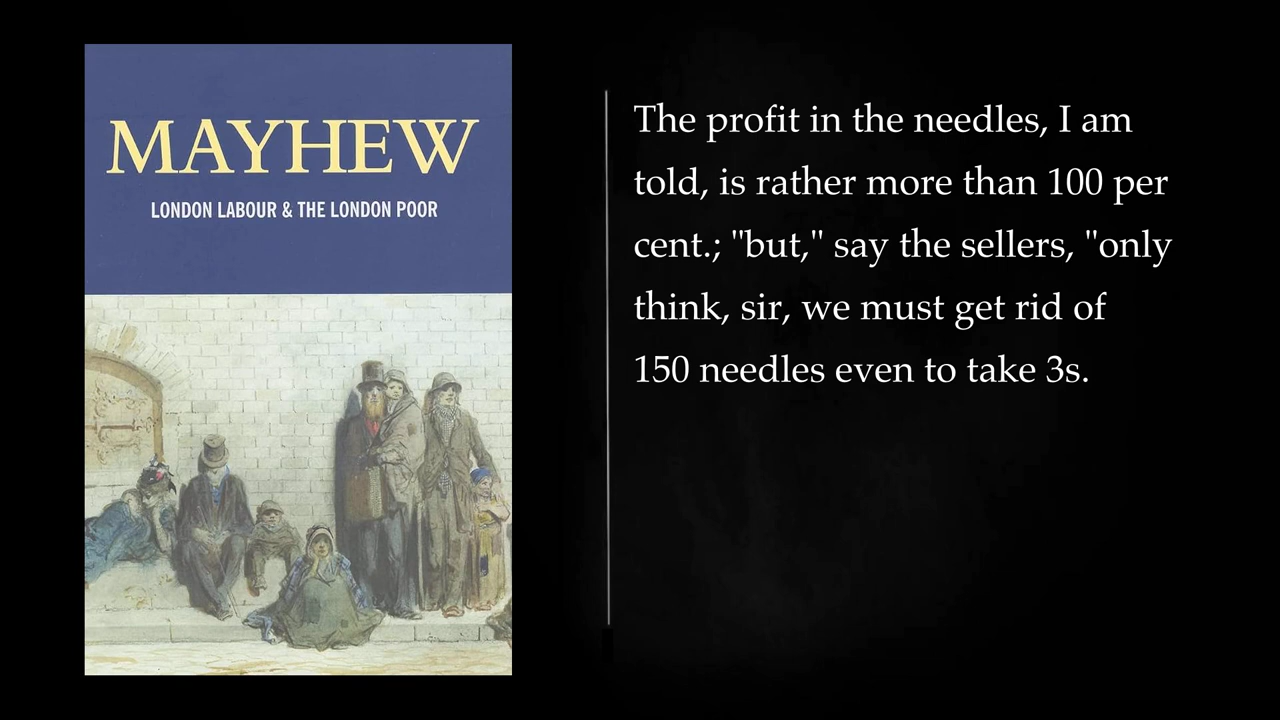 MAYHEW
LONDON LABOUR & THE LONDON POOR
The profit in the needles, I am
told, is rather more than 100 per
cent.; "but," say the sellers, "only
think, sir, we must get rid of
150 needles even to take 3s.